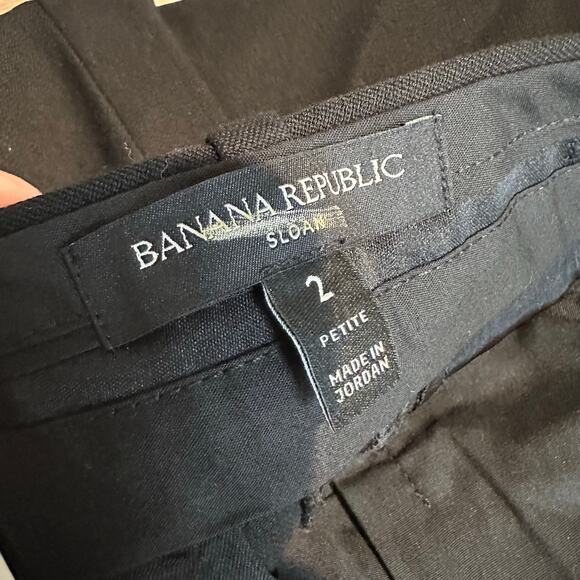 BANANA REPUBLIC
SLOAN
2
PETITE
MADE IN
JORDAN